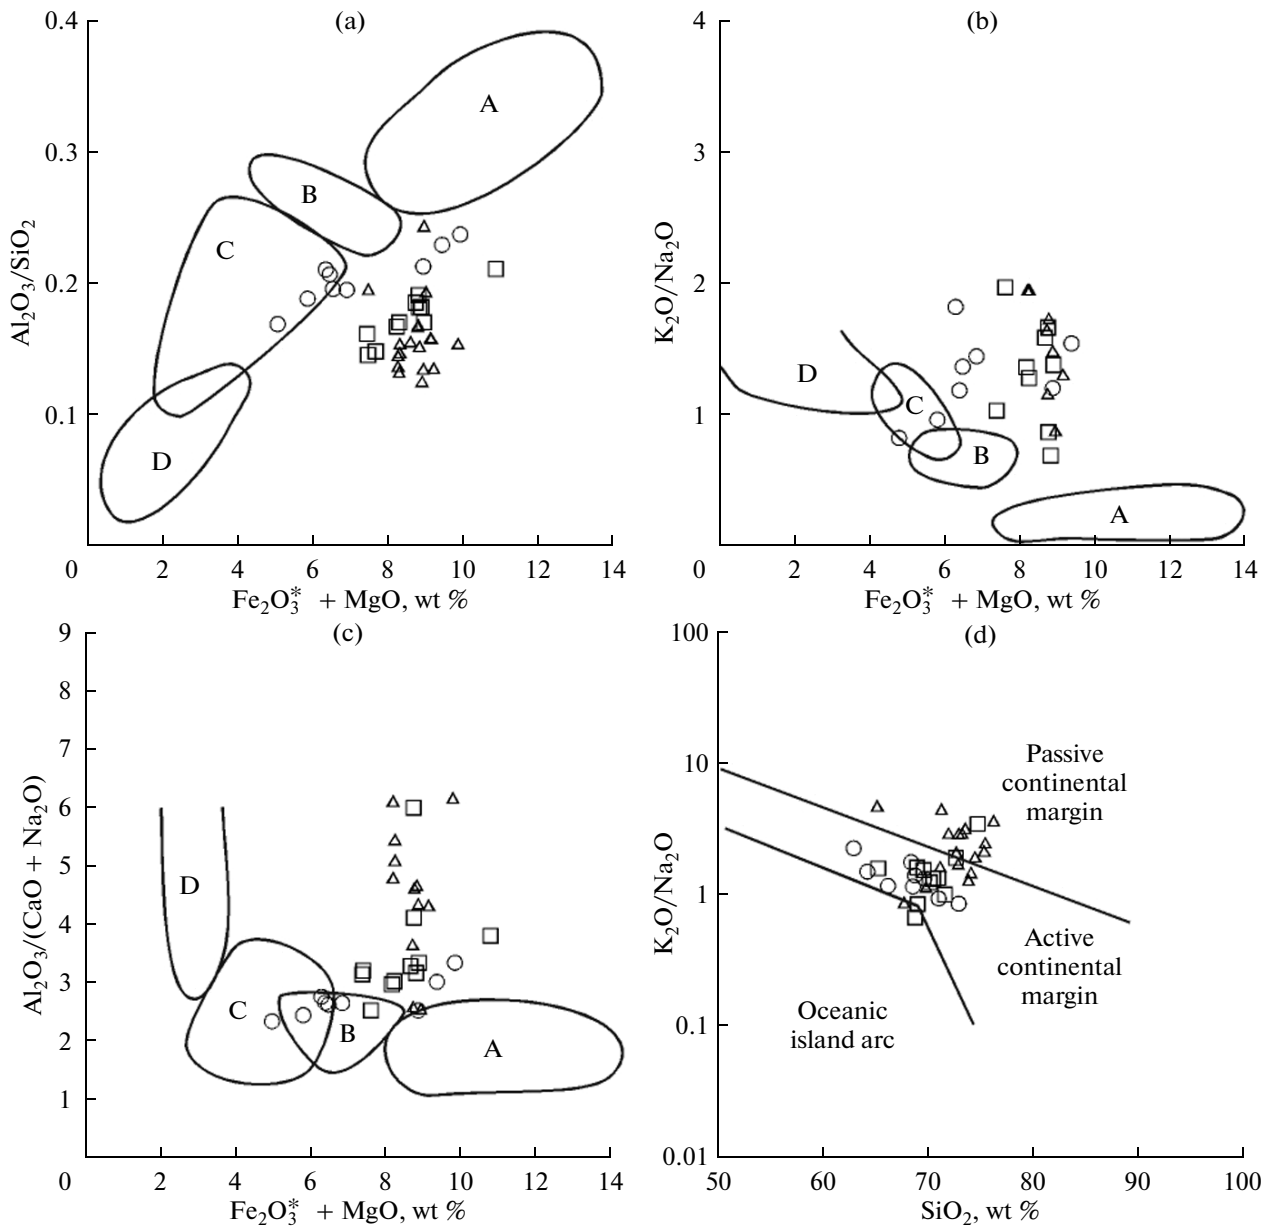 (a)
0.4
0.3
0.2
0.1
Al₂O₃/SiO₂
A
B
C
D
0 2 4 6 8 10 12 14
Fe₂O₃* + MgO, wt %
(b)
4
3
2
1
K₂O/Na₂O
D
C
B
A
0 2 4 6 8 10 12 14
Fe₂O₃* + MgO, wt %
(c)
9
8
7
6
5
4
3
2
1
Al₂O₃/(CaO + Na₂O)
D
C
B
A
0 2 4 6 8 10 12 14
Fe₂O₃* + MgO, wt %
(d)
100
10
1
0.1
0.01
K₂O/Na₂O
Passive
continental
margin
Active
continental
margin
Oceanic
island arc
50 60 70 80 90 100
SiO₂, wt %